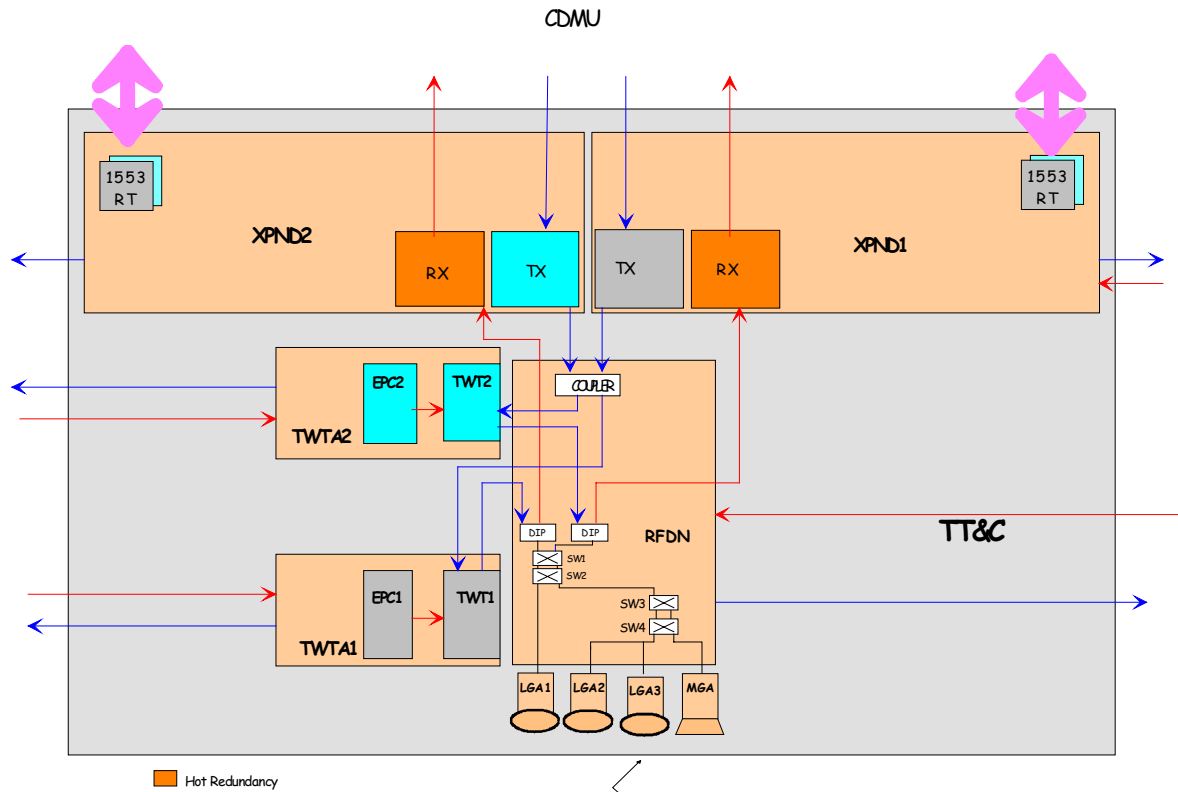 CDMU
1553
RT
1553
RT
XPND2
XPND1
RX
TX
TX
RX
EPC2
TWT2
COUPLER
TWTA2
DIP
DIP
RFDN
TT&C
SW1
SW2
EPC1
TWT1
SW3
SW4
TWTA1
LGA1
LGA2
LGA3
MGA
Hot Redundancy